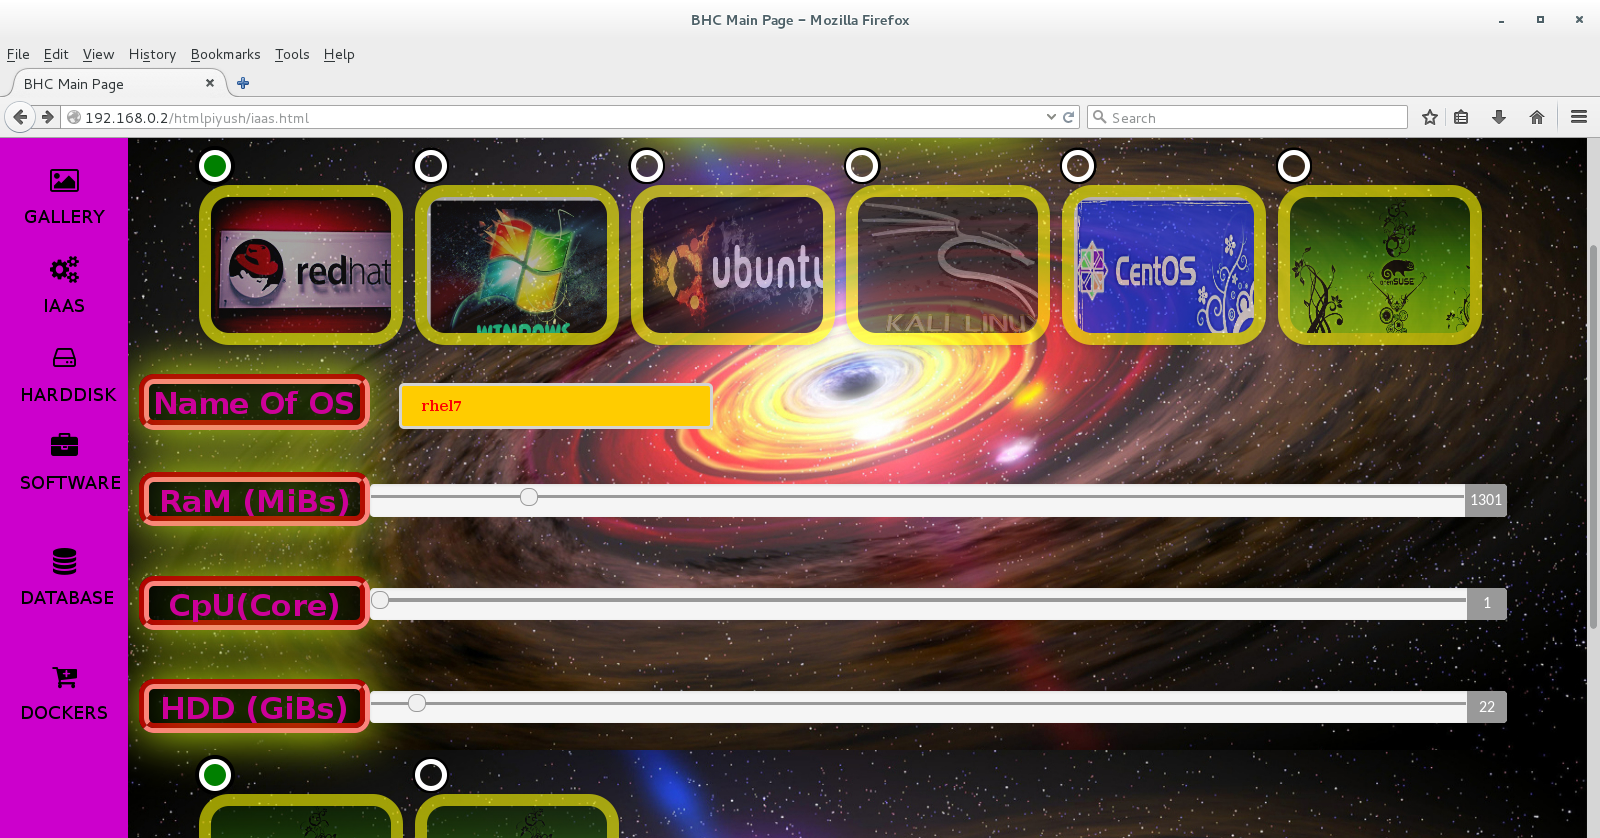 BHC Main Page - Mozilla Firefox
File Edit View History Bookmarks Tools Help
BHC Main Page
192.168.0.2/htmlpiyush/iaas.html
Search
GALLERY
IAAS
HARDDISK
SOFTWARE
DATABASE
DOCKERS
redhat
WINDOWS
ubuntu
KALI LINU
CentOS
openSUSE
Name Of OS
rhel7
RaM (MiBs)
1301
CpU(Core)
1
HDD (GiBs)
22